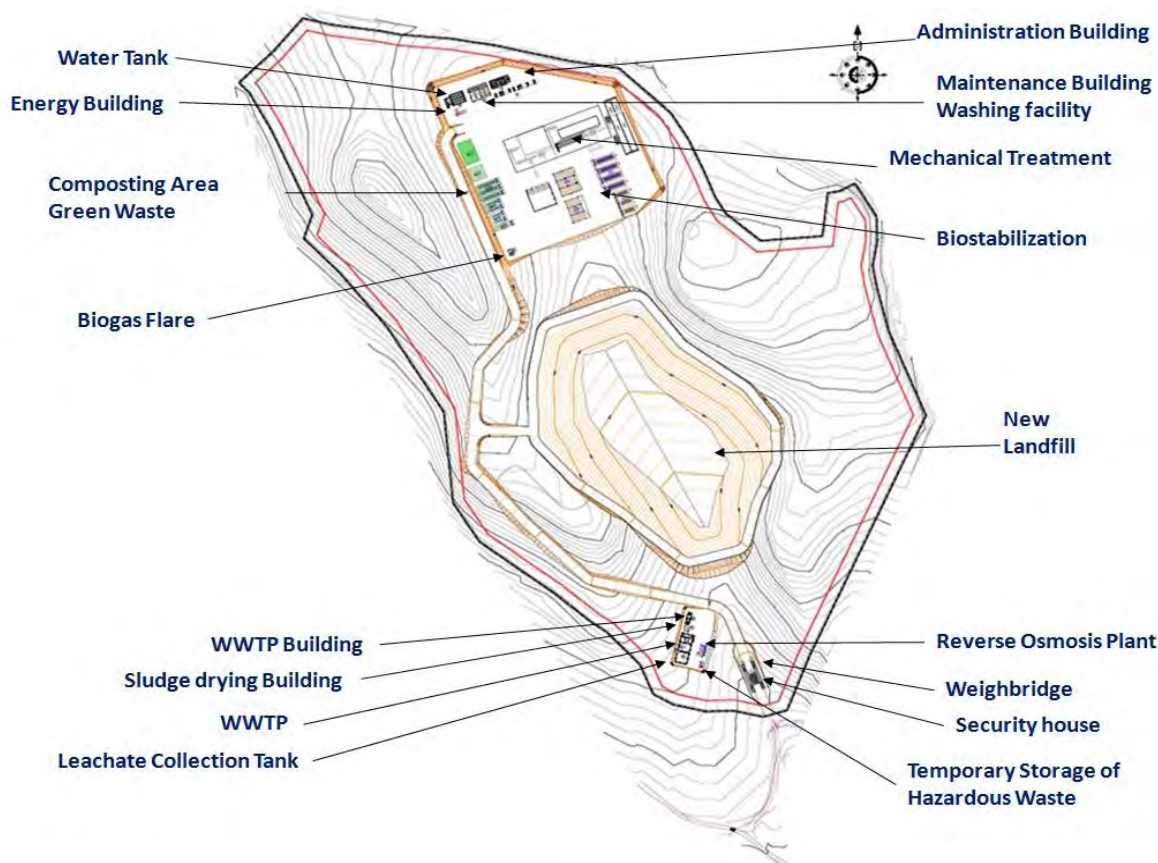 Water Tank
Energy Building
Composting Area
Green Waste
Biogas Flare
Administration Building
Maintenance Building
Washing facility
Mechanical Treatment
Biostabilization
New
Landfill
WWTP Building
Sludge drying Building
WWTP
Leachate Collection Tank
Reverse Osmosis Plant
Weighbridge
Security house
Temporary Storage of
Hazardous Waste